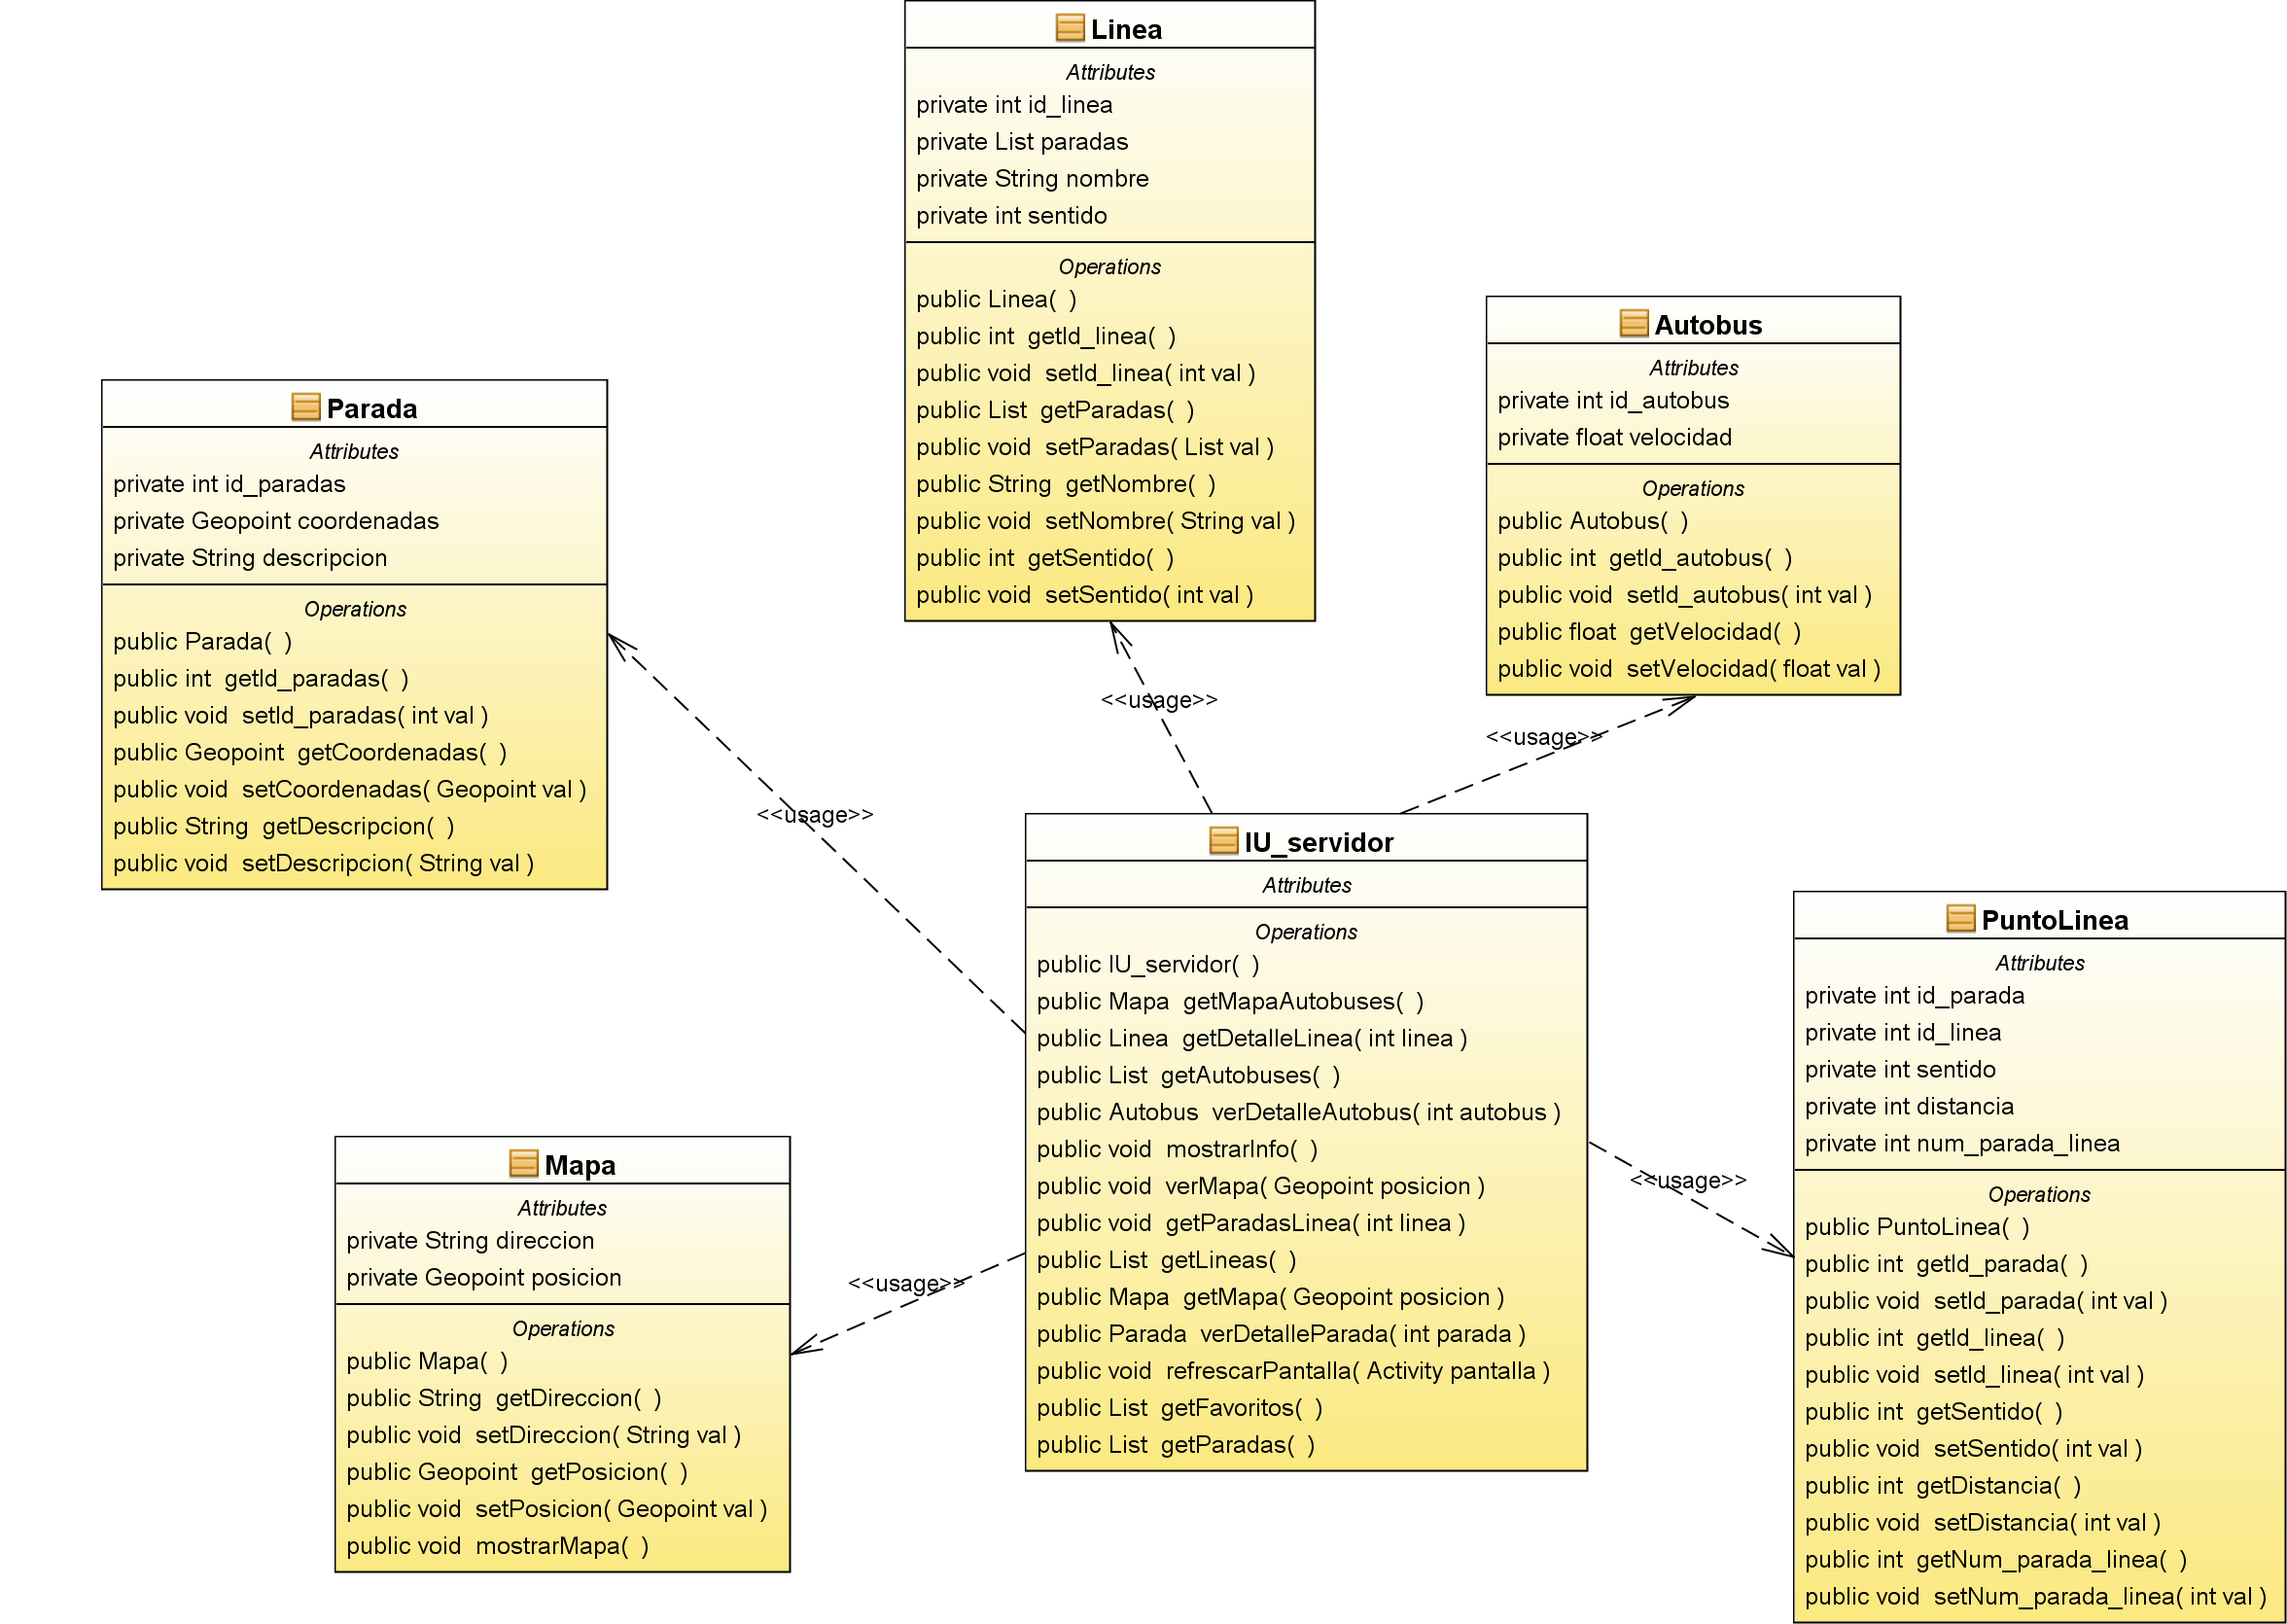 Linea
Attributes
private int id_linea
private List paradas
private String nombre
private int sentido
Operations
public Linea(  )
public int  getId_linea(  )
public void  setId_linea( int val )
public List  getParadas(  )
public void  setParadas( List val )
public String  getNombre(  )
public void  setNombre( String val )
public int  getSentido(  )
public void  setSentido( int val )
Autobus
Attributes
private int id_autobus
private float velocidad
Operations
public Autobus(  )
public int  getId_autobus(  )
public void  setId_autobus( int val )
public float  getVelocidad(  )
public void  setVelocidad( float val )
Parada
Attributes
private int id_paradas
private Geopoint coordenadas
private String descripcion
Operations
public Parada(  )
public int  getId_paradas(  )
public void  setId_paradas( int val )
public Geopoint  getCoordenadas(  )
public void  setCoordenadas( Geopoint val )
public String  getDescripcion(  )
public void  setDescripcion( String val )
<<usage>>
<<usage>>
<<usage>>
IU_servidor
Attributes
Operations
public IU_servidor(  )
public Mapa  getMapaAutobuses(  )
public Linea  getDetalleLinea( int linea )
public List  getAutobuses(  )
public Autobus  verDetalleAutobus( int autobus )
public void  mostrarInfo(  )
public void  verMapa( Geopoint posicion )
public void  getParadasLinea( int linea )
public List  getLineas(  )
public Mapa  getMapa( Geopoint posicion )
public Parada  verDetalleParada( int parada )
public void  refrescarPantalla( Activity pantalla )
public List  getFavoritos(  )
public List  getParadas(  )
<<usage>>
<<usage>>
PuntoLinea
Attributes
private int id_parada
private int id_linea
private int sentido
private int distancia
private int num_parada_linea
Operations
public PuntoLinea(  )
public int  getId_parada(  )
public void  setId_parada( int val )
public int  getId_linea(  )
public void  setId_linea( int val )
public int  getSentido(  )
public void  setSentido( int val )
public int  getDistancia(  )
public void  setDistancia( int val )
public int  getNum_parada_linea(  )
public void  setNum_parada_linea( int val )
Mapa
Attributes
private String direccion
private Geopoint posicion
Operations
public Mapa(  )
public String  getDireccion(  )
public void  setDireccion( String val )
public Geopoint  getPosicion(  )
public void  setPosicion( Geopoint val )
public void  mostrarMapa(  )